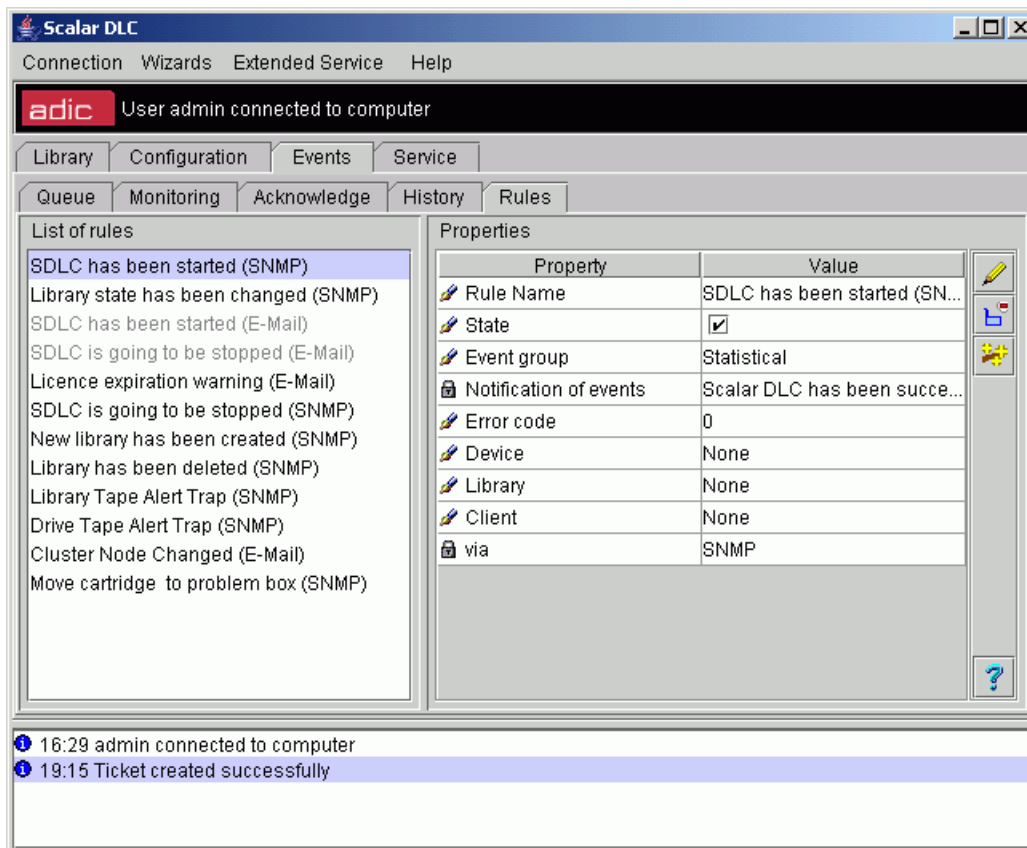 Scalar DLC
Connection Wizards Extended Service Help
adic User admin connected to computer
Library Configuration Events Service
Queue Monitoring Acknowledge History Rules
List of rules
SDLC has been started (SNMP)
Library state has been changed (SNMP)
SDLC has been started (E-Mail)
SDLC is going to be stopped (E-Mail)
Licence expiration warning (E-Mail)
SDLC is going to be stopped (SNMP)
New library has been created (SNMP)
Library has been deleted (SNMP)
Library Tape Alert Trap (SNMP)
Drive Tape Alert Trap (SNMP)
Cluster Node Changed (E-Mail)
Move cartridge to problem box (SNMP)
Properties
Property Value
Rule Name SDLC has been started (SN...
State
Event group Statistical
Notification of events Scalar DLC has been succe...
Error code 0
Device None
Library None
Client None
via SNMP
16:29 admin connected to computer
19:15 Ticket created successfully